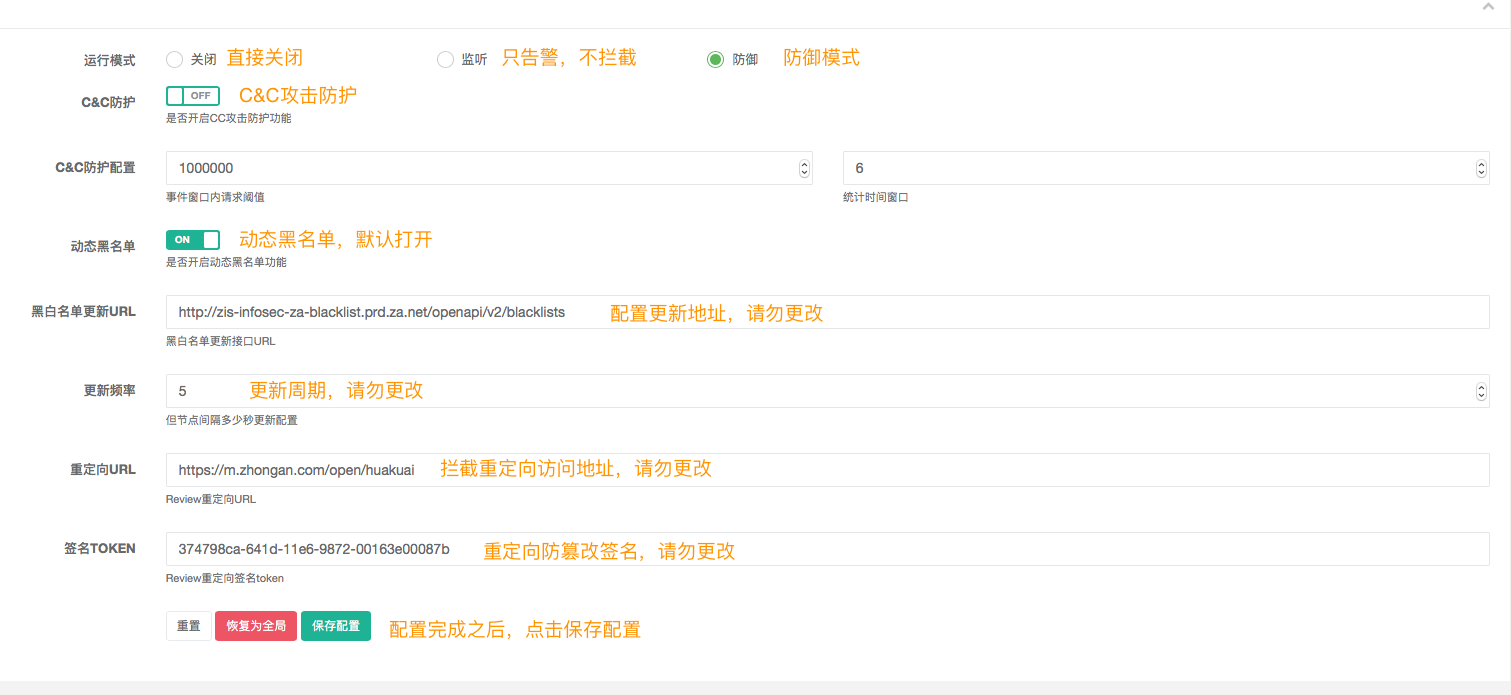 运行模式 关闭 直接关闭 监听 只告警，不拦截 防御 防御模式
C&C防护 OFF C&C攻击防护
是否开启CC攻击防护功能
C&C防护配置 1000000 6
事件窗口内请求阈值 统计时间窗口
动态黑名单 ON 动态黑名单，默认打开
是否开启动态黑名单功能
黑白名单更新URL http://zis-infosec-za-blacklist.prd.za.net/openapi/v2/blacklists 配置更新地址，请勿更改
黑白名单更新接口URL
更新频率 5 更新周期，请勿更改
但节点间隔多少秒更新配置
重定向URL https://m.zhongan.com/open/huakuai 拦截重定向访问地址，请勿更改
Review重定向URL
签名TOKEN 374798ca-641d-11e6-9872-00163e00087b 重定向防篡改签名，请勿更改
Review重定向签名token
重置 恢复为全局 保存配置 配置完成之后，点击保存配置